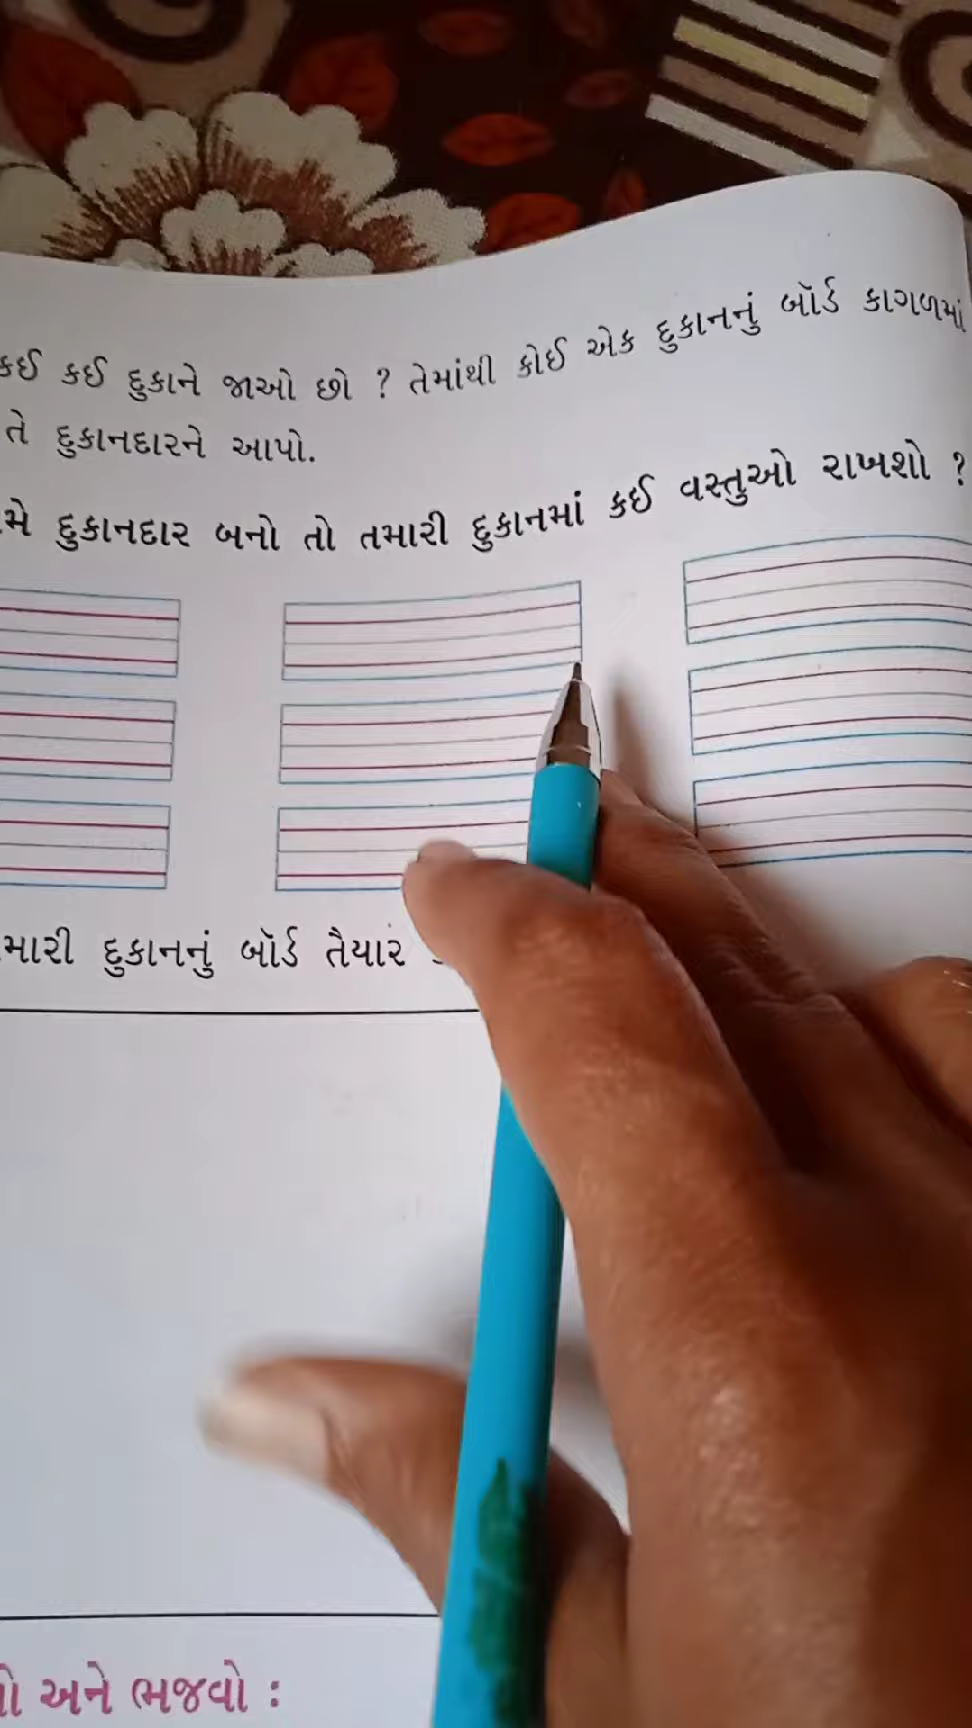 કઈ કઈ દુકાને જાઓ છો ? તેમાંથી કોઈ એક દુકાનનું બૉર્ડ કાગળમાં
તે દુકાનદારને આપો.
મે દુકાનદાર બનો તો તમારી દુકાનમાં કઈ વસ્તુઓ રાખશો ?
મારી દુકાનનું બૉર્ડ તૈયાર
અને ભજવો :